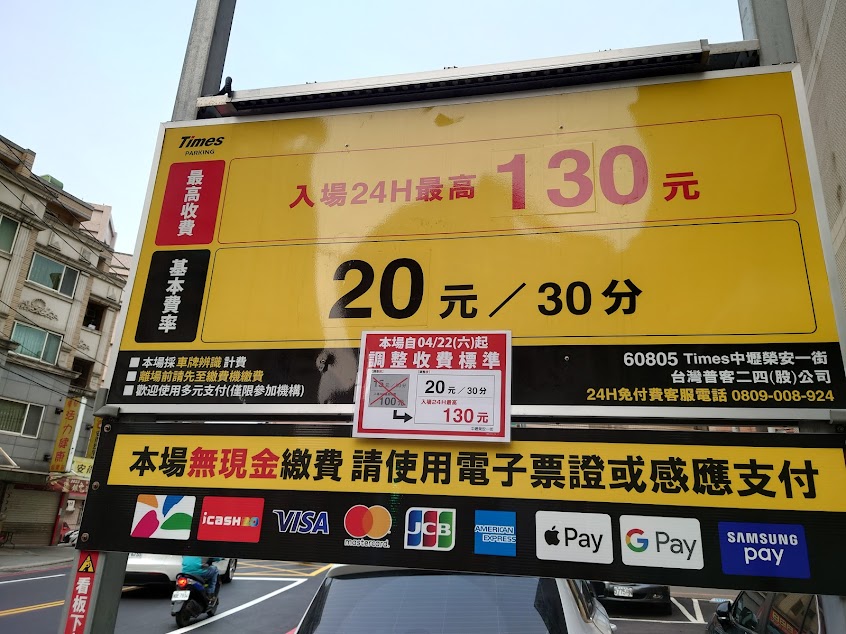 Times
PARKING
最高收費
入場24H最高 130 元
基本費率
20 元／30 分
■ 本場採 車牌辨識 計費
■ 離場前請先至繳費機繳費
■ 歡迎使用多元支付(僅限參加機構)
本場自04/22(六)起
調整收費標準
15元
100元
20 元／30分
入場24H最高
130元
60805 Times中壢榮安一街
台灣普客二四(股)公司
24H免付費客服電話 0809-008-924
本場無現金繳費 請使用電子票證或感應支付
icash
VISA
mastercard
JCB
AMERICAN EXPRESS
Pay
G Pay
SAMSUNG
pay
看板下